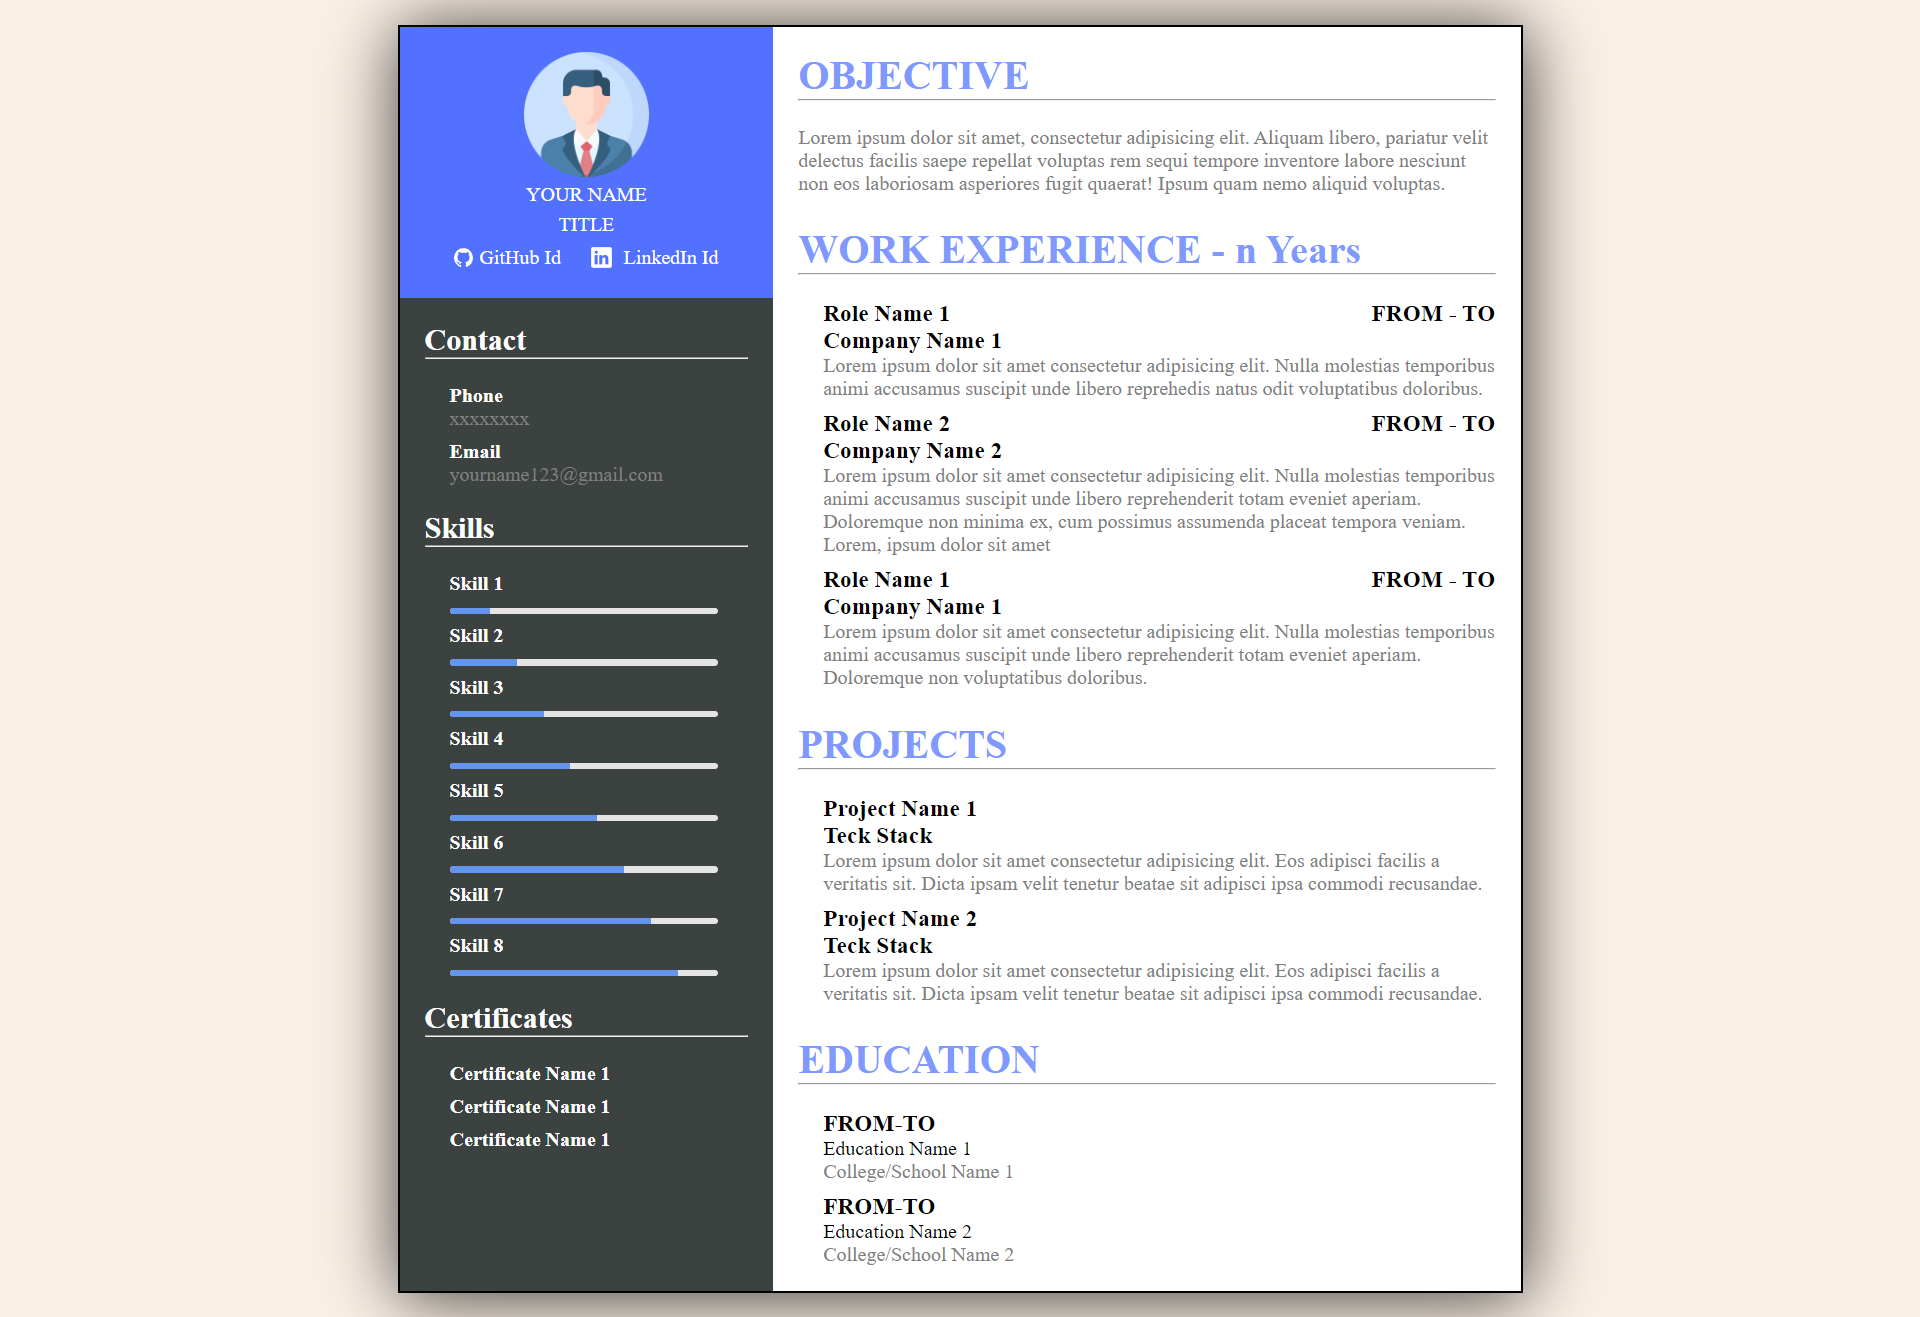 YOUR NAME
TITLE
GitHub Id
LinkedIn Id
Contact
Phone
xxxxxxxx
Email
yourname123@gmail.com
Skills
Skill 1
Skill 2
Skill 3
Skill 4
Skill 5
Skill 6
Skill 7
Skill 8
Certificates
Certificate Name 1
Certificate Name 1
Certificate Name 1
OBJECTIVE
Lorem ipsum dolor sit amet, consectetur adipisicing elit. Aliquam libero, pariatur velit
delectus facilis saepe repellat voluptas rem sequi tempore inventore labore nesciunt
non eos laboriosam asperiores fugit quaerat! Ipsum quam nemo aliquid voluptas.
WORK EXPERIENCE - n Years
Role Name 1 FROM - TO
Company Name 1
Lorem ipsum dolor sit amet consectetur adipisicing elit. Nulla molestias temporibus
animi accusamus suscipit unde libero reprehedis natus odit voluptatibus doloribus.
Role Name 2 FROM - TO
Company Name 2
Lorem ipsum dolor sit amet consectetur adipisicing elit. Nulla molestias temporibus
animi accusamus suscipit unde libero reprehenderit totam eveniet aperiam.
Doloremque non minima ex, cum possimus assumenda placeat tempora veniam.
Lorem, ipsum dolor sit amet
Role Name 1 FROM - TO
Company Name 1
Lorem ipsum dolor sit amet consectetur adipisicing elit. Nulla molestias temporibus
animi accusamus suscipit unde libero reprehenderit totam eveniet aperiam.
Doloremque non voluptatibus doloribus.
PROJECTS
Project Name 1
Teck Stack
Lorem ipsum dolor sit amet consectetur adipisicing elit. Eos adipisci facilis a
veritatis sit. Dicta ipsam velit tenetur beatae sit adipisci ipsa commodi recusandae.
Project Name 2
Teck Stack
Lorem ipsum dolor sit amet consectetur adipisicing elit. Eos adipisci facilis a
veritatis sit. Dicta ipsam velit tenetur beatae sit adipisci ipsa commodi recusandae.
EDUCATION
FROM-TO
Education Name 1
College/School Name 1
FROM-TO
Education Name 2
College/School Name 2